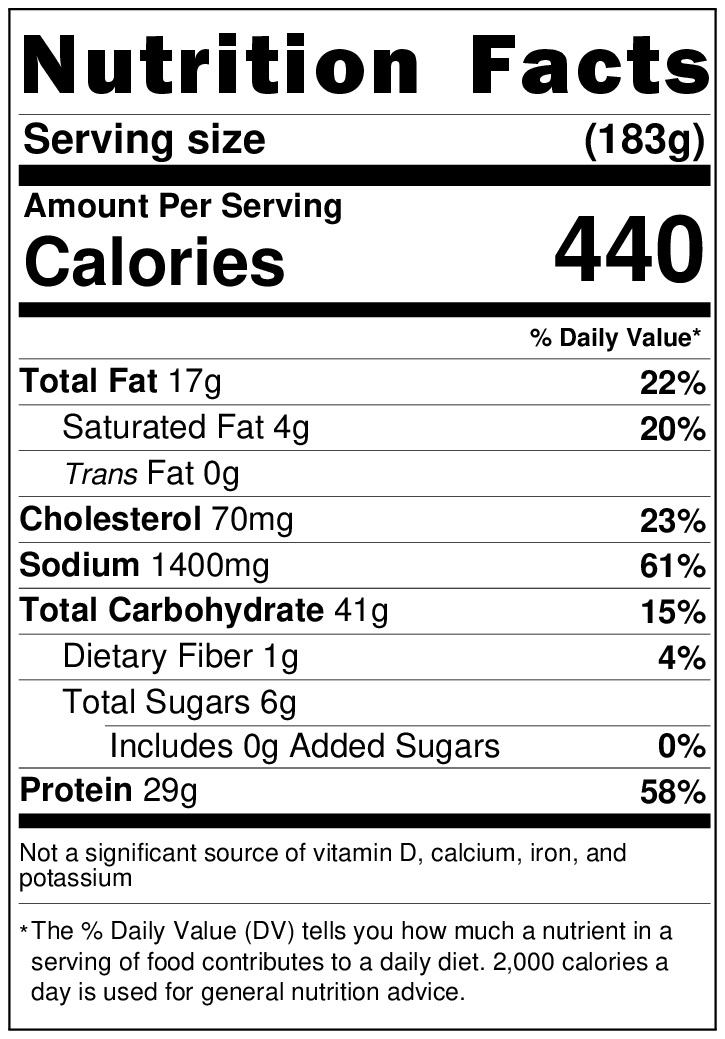 Nutrition Facts
Serving size (183g)
Amount Per Serving
Calories 440
% Daily Value*
Total Fat 17g 22%
Saturated Fat 4g 20%
Trans Fat 0g
Cholesterol 70mg 23%
Sodium 1400mg 61%
Total Carbohydrate 41g 15%
Dietary Fiber 1g 4%
Total Sugars 6g
Includes 0g Added Sugars 0%
Protein 29g 58%
Not a significant source of vitamin D, calcium, iron, and
potassium
*The % Daily Value (DV) tells you how much a nutrient in a
serving of food contributes to a daily diet. 2,000 calories a
day is used for general nutrition advice.